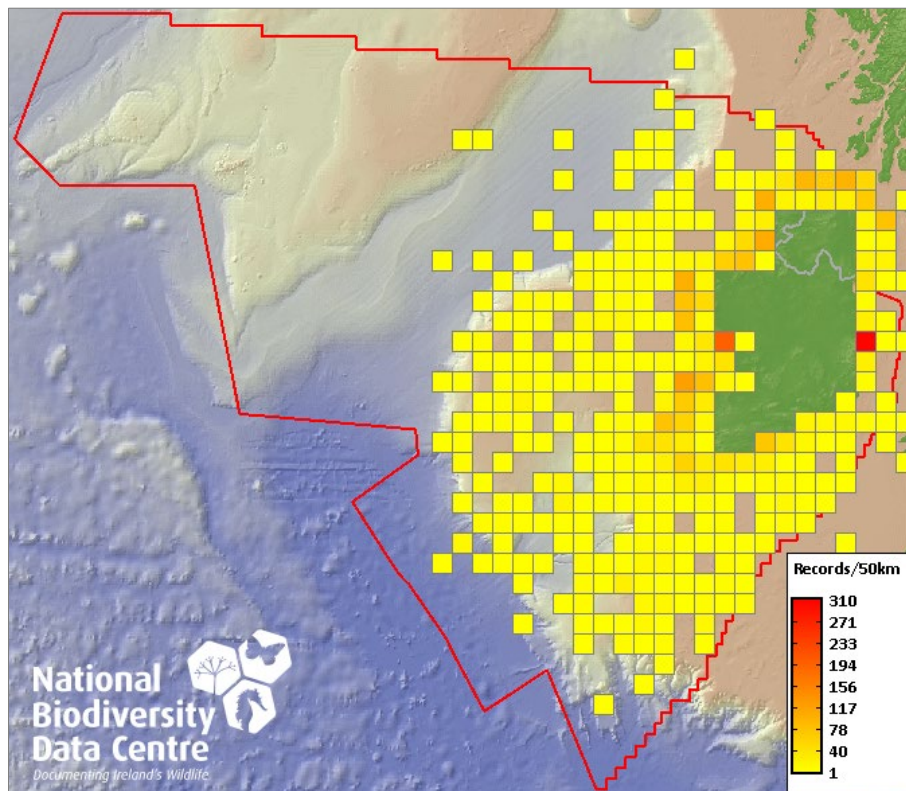 Records/50km
310
271
233
194
156
117
78
40
1
National
Biodiversity
Data Centre
Documenting Ireland's Wildlife